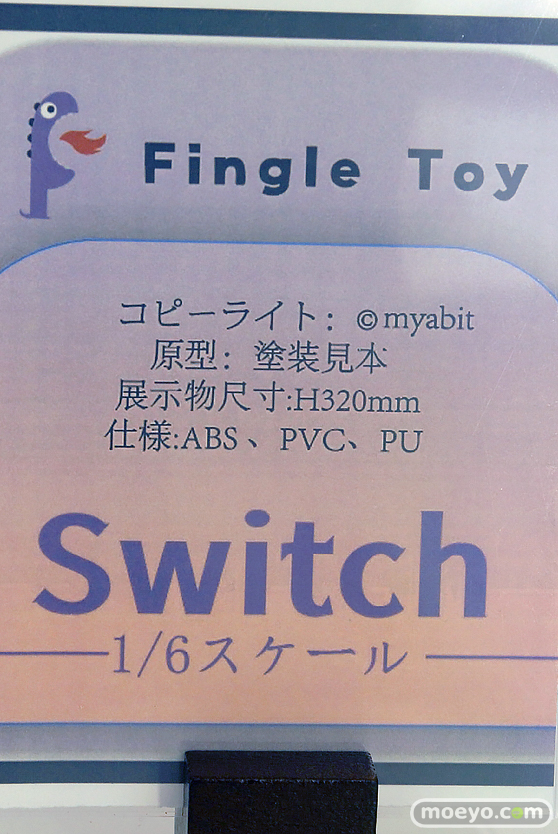 Fingle Toy
コピーライト: ©myabit
原型: 塗装見本
展示物尺寸:H320mm
仕様:ABS、PVC、PU
Switch
1/6スケール
moeyo.com